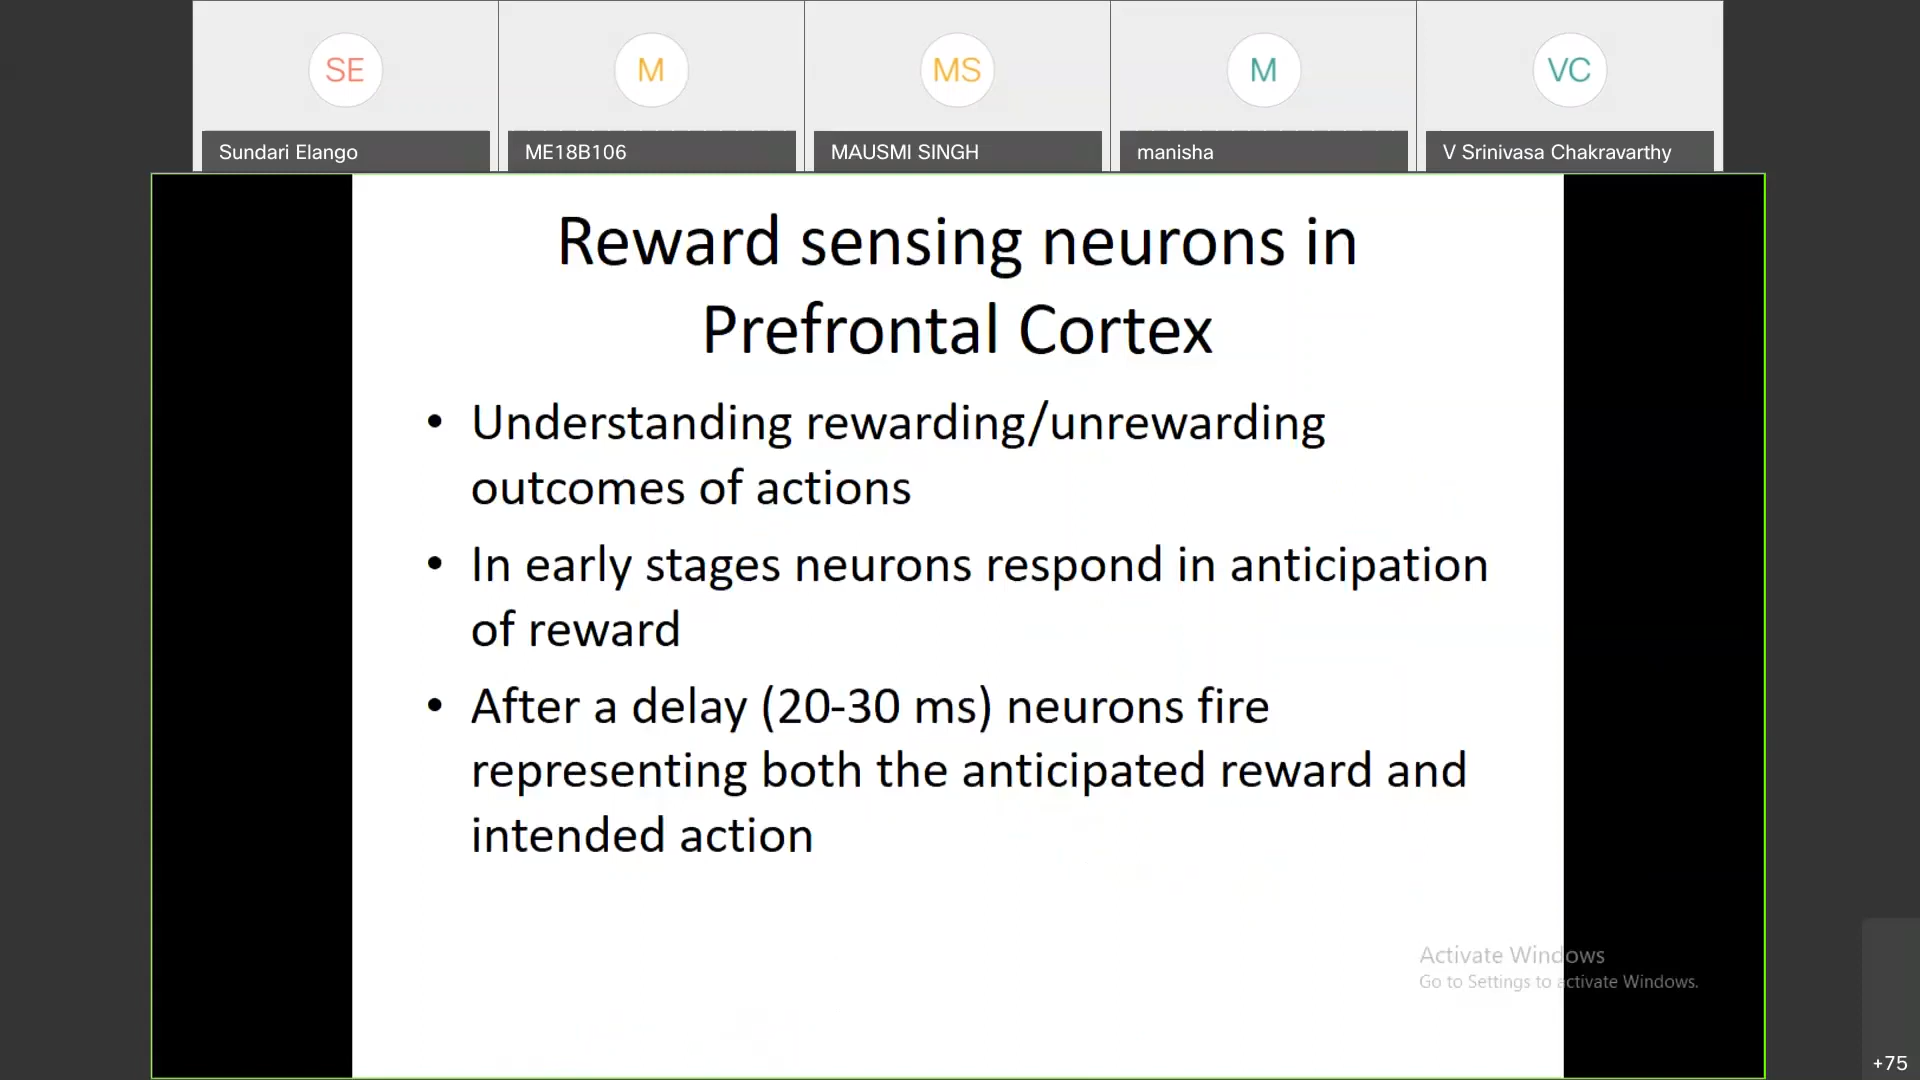 SE
M
MS
M
VC
Sundari Elango
ME18B106
MAUSMI SINGH
manisha
V Srinivasa Chakravarthy
Reward sensing neurons in
Prefrontal Cortex
• Understanding rewarding/unrewarding
outcomes of actions
• In early stages neurons respond in anticipation
of reward
• After a delay (20-30 ms) neurons fire
representing both the anticipated reward and
intended action
Activate Windows
Go to Settings to activate Windows.
+75